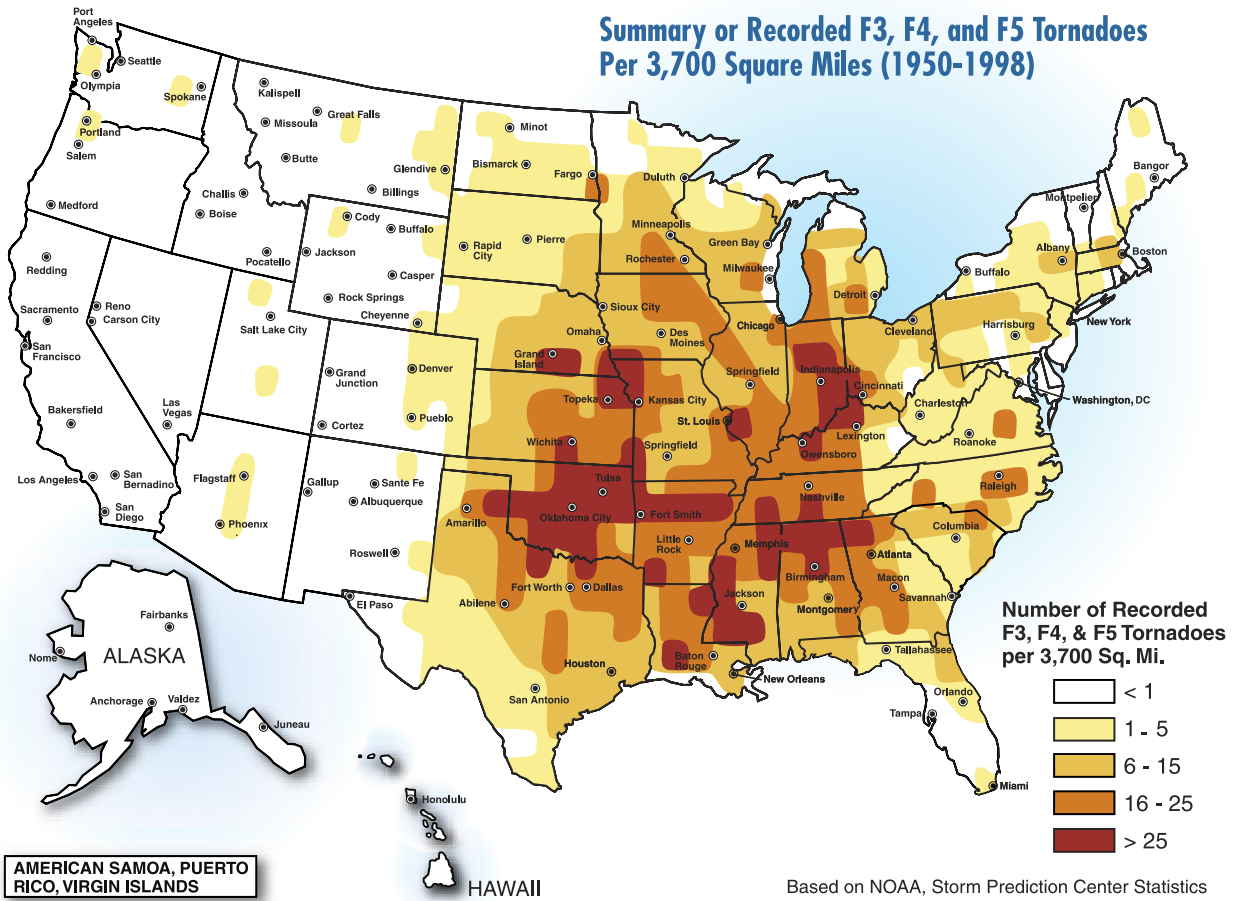 Summary or Recorded F3, F4, and F5 Tornadoes
Per 3,700 Square Miles (1950-1998)
Port
Angeles
Seattle
Olympia
Spokane
Portland
Salem
Medford
Kalispell
Great Falls
Missoula
Butte
Glendive
Billings
Challis
Boise
Pocatello
Jackson
Cody
Buffalo
Casper
Rock Springs
Cheyenne
Minot
Bismarck
Fargo
Duluth
Rapid
City
Pierre
Minneapolis
Rochester
Green Bay
Milwaukee
Bangor
Montpelier
Albany
Boston
Buffalo
Detroit
Redding
Sacramento
San
Francisco
Reno
Carson City
Salt Lake City
Grand
Junction
Denver
Pueblo
Cortez
Sioux City
Omaha
Des
Moines
Chicago
Grand
Island
Cleveland
Harrisburg
New York
Springfield
Indianapolis
Cincinnati
Topeka
Kansas City
St. Louis
Charleston
Washington, DC
Bakersfield
Las
Vegas
Los Angeles
San
Bernadino
San
Diego
Flagstaff
Phoenix
Gallup
Sante Fe
Albuquerque
Roswell
El Paso
Wichita
Springfield
Owensboro
Lexington
Roanoke
Tulsa
Oklahoma City
Fort Smith
Nashville
Raleigh
Amarillo
Little
Rock
Memphis
Columbia
Atlanta
Birmingham
Macon
Savannah
Montgomery
Abilene
Fort Worth
Dallas
Jackson
Houston
Baton
Rouge
New Orleans
San Antonio
Tallahassee
Orlando
Tampa
Miami
Fairbanks
Nome
ALASKA
Anchorage
Valdez
Juneau
Honolulu
HAWAII
AMERICAN SAMOA, PUERTO
RICO, VIRGIN ISLANDS
Number of Recorded
F3, F4, & F5 Tornadoes
per 3,700 Sq. Mi.
< 1
1 - 5
6 - 15
16 - 25
> 25
Based on NOAA, Storm Prediction Center Statistics